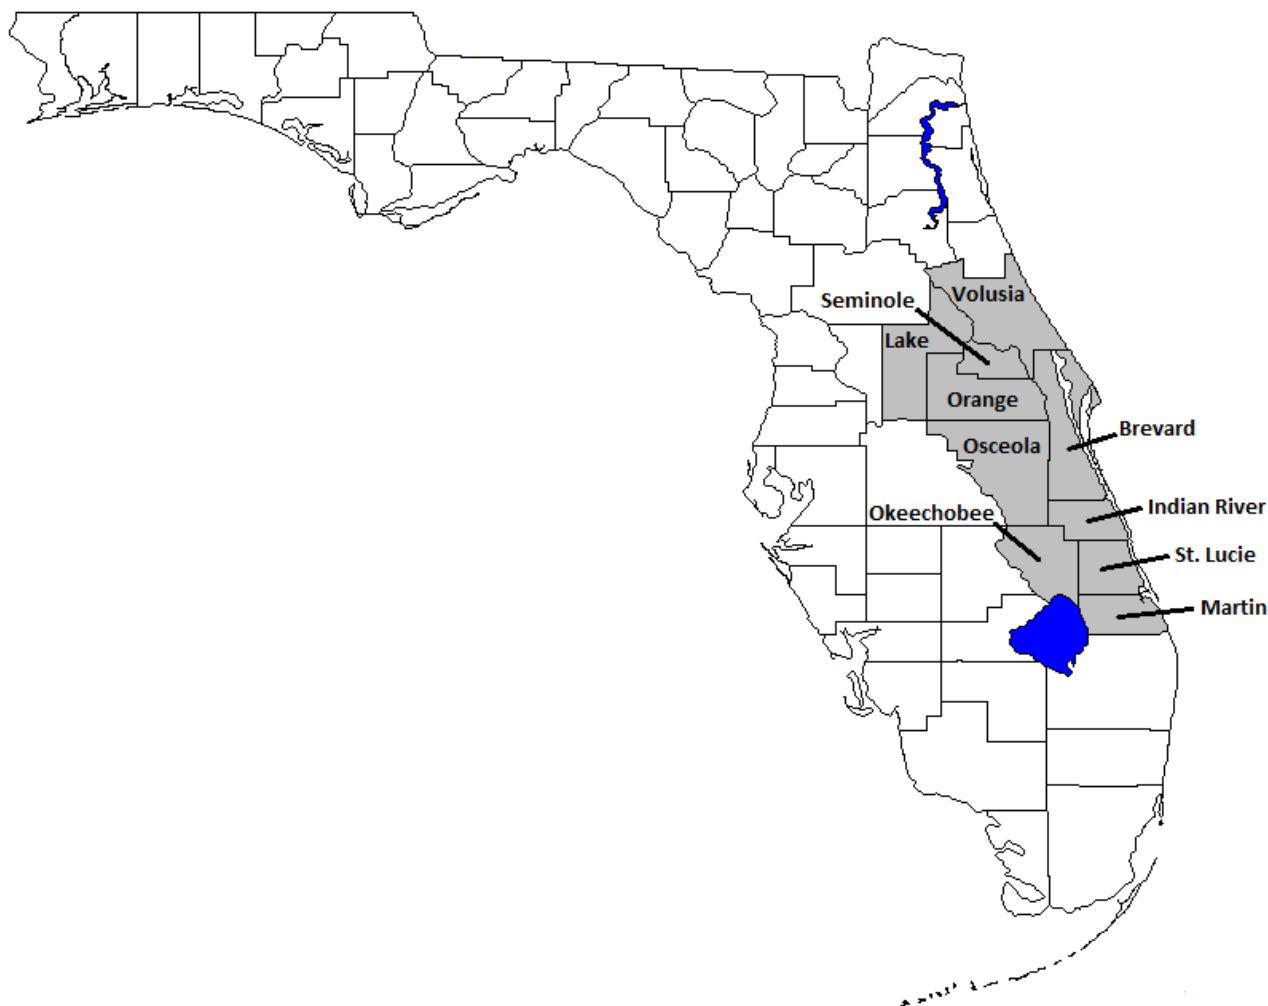 Volusia
Seminole
Lake
Orange
Brevard
Osceola
Indian River
Okeechobee
St. Lucie
Martin